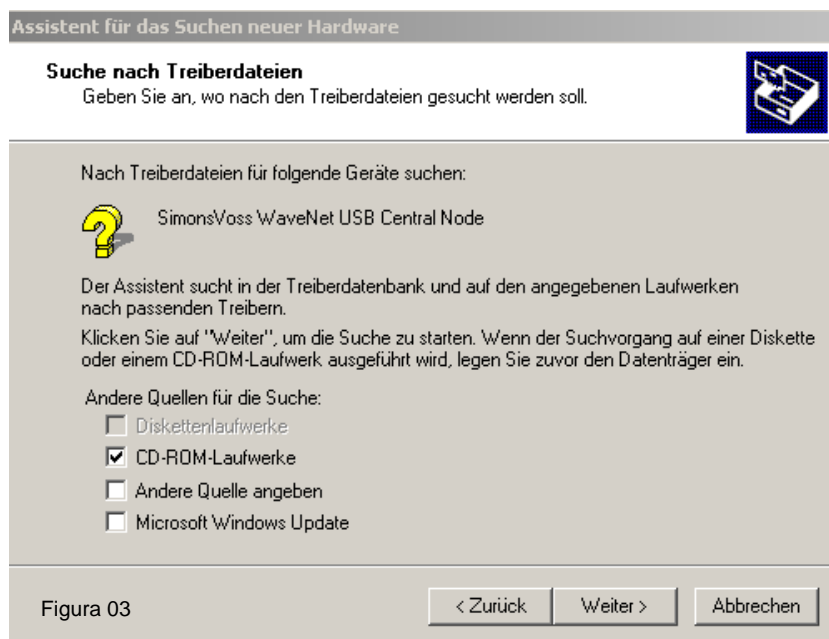 Assistent für das Suchen neuer Hardware
Suche nach Treiberdateien
Geben Sie an, wo nach den Treiberdateien gesucht werden soll.
Nach Treiberdateien für folgende Geräte suchen:
SimonsVoss WaveNet USB Central Node
Der Assistent sucht in der Treiberdatenbank und auf den angegebenen Laufwerken
nach passenden Treibern.
Klicken Sie auf "Weiter", um die Suche zu starten. Wenn der Suchvorgang auf einer Diskette
oder einem CD-ROM-Laufwerk ausgeführt wird, legen Sie zuvor den Datenträger ein.
Andere Quellen für die Suche:
Diskettenlaufwerke
CD-ROM-Laufwerke
Andere Quelle angeben
Microsoft Windows Update
Figura 03
< Zurück
Weiter >
Abbrechen